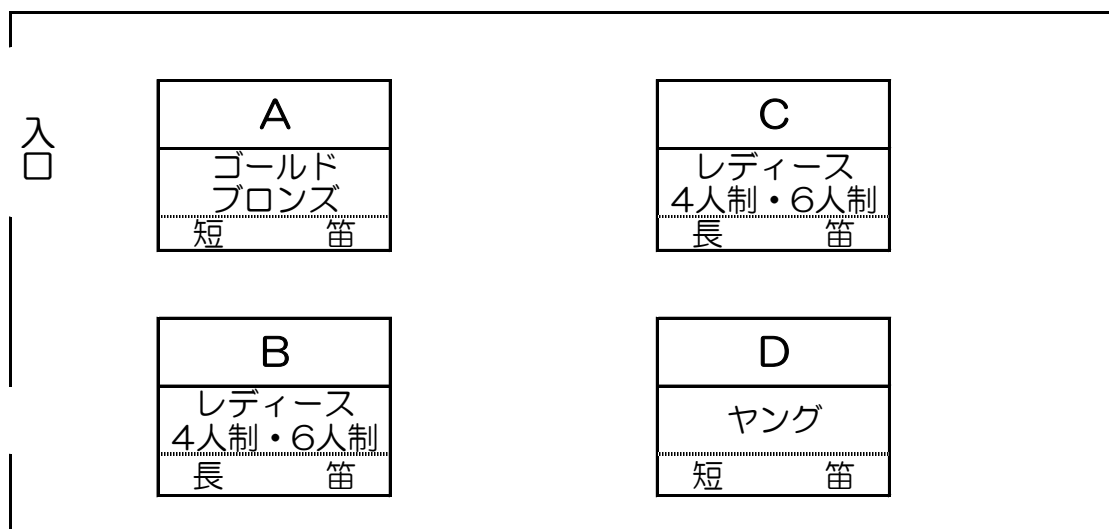 入口
A
ゴールド
ブロンズ
短 笛
B
レディース
4人制・6人制
長 笛
C
レディース
4人制・6人制
長 笛
D
ヤング
短 笛